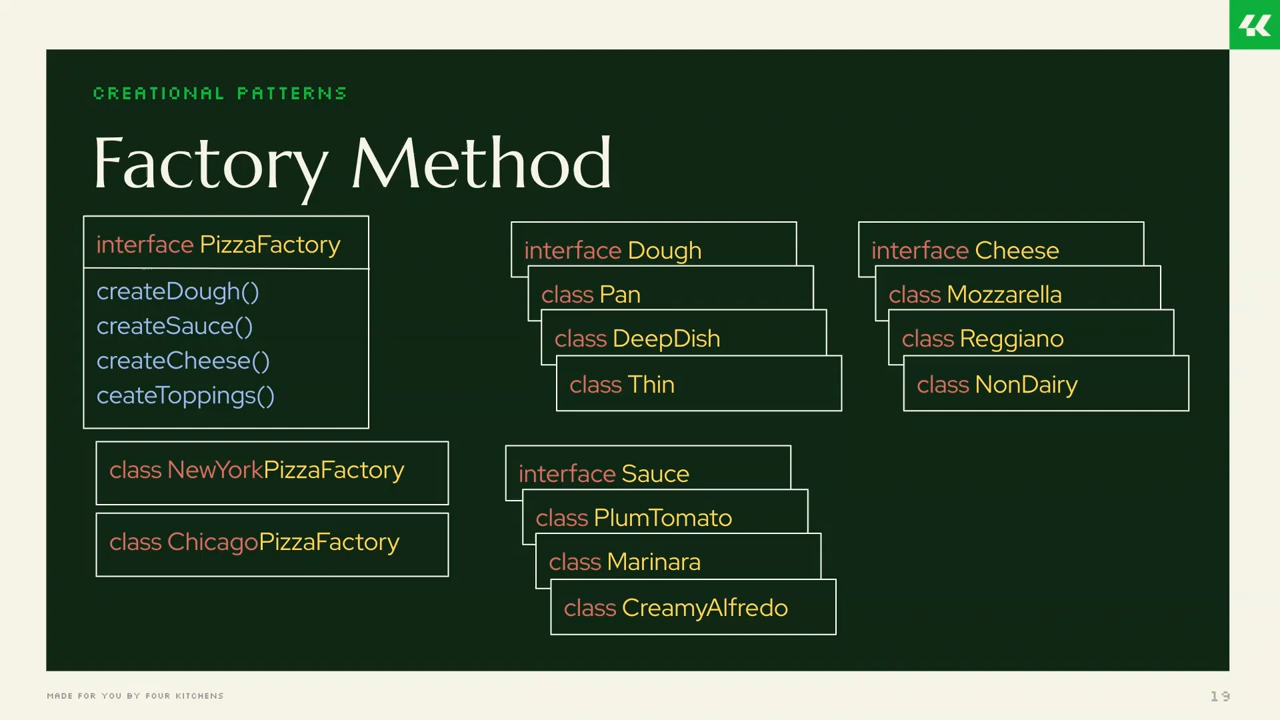 CREATIONAL PATTERNS
Factory Method
interface PizzaFactory
createDough()
createSauce()
createCheese()
ceateToppings()
class NewYorkPizzaFactory
class ChicagoPizzaFactory
interface Dough
class Pan
class DeepDish
class Thin
interface Cheese
class Mozzarella
class Reggiano
class NonDairy
interface Sauce
class PlumTomato
class Marinara
class CreamyAlfredo
MADE FOR YOU BY FOUR KITCHENS
19